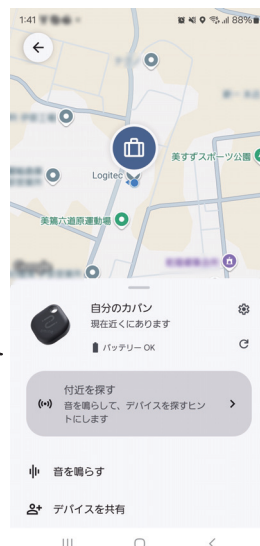 1:41
88%
美すずスポーツ公園
Logitec
美篶六道原運動場
自分のカバン
現在近くにあります
バッテリー OK
付近を探す
音を鳴らして、デバイスを探すヒン
トにします
音を鳴らす
デバイスを共有